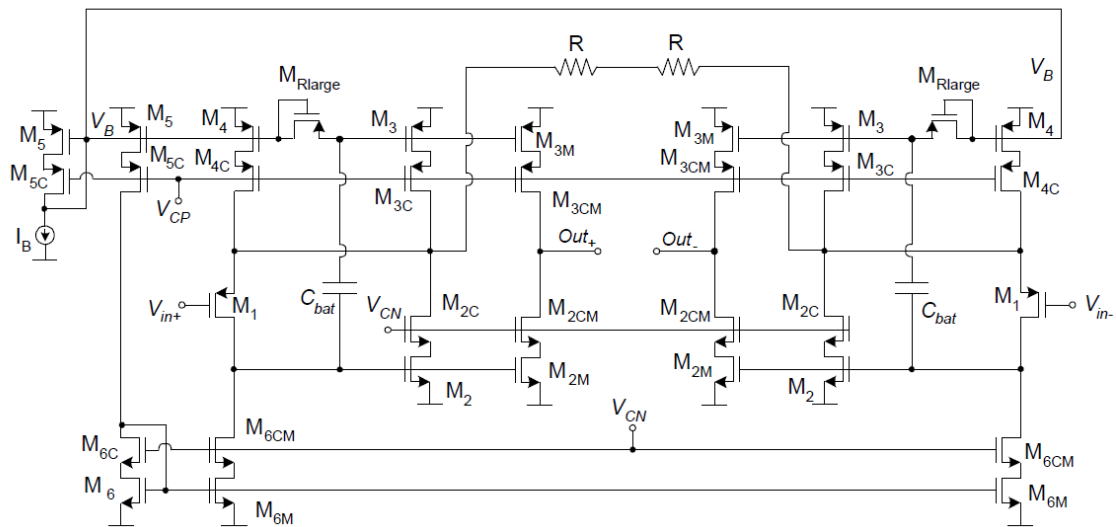 R R
M_Rlarge M_Rlarge V_B
M_5 V_B M_5 M_4 M_3 M_3M M_3M M_3 M_4
M_5C M_5C M_4C M_3C M_3CM M_3CM M_3C M_4C
V_CP
I_B
Out_+ Out_-
V_in+ M_1 C_bat V_CN M_2C M_2CM M_2CM M_2C C_bat M_1 V_in-
M_2 M_2M M_2M M_2
V_CN
M_6C M_6CM M_6CM
M_6 M_6M M_6M